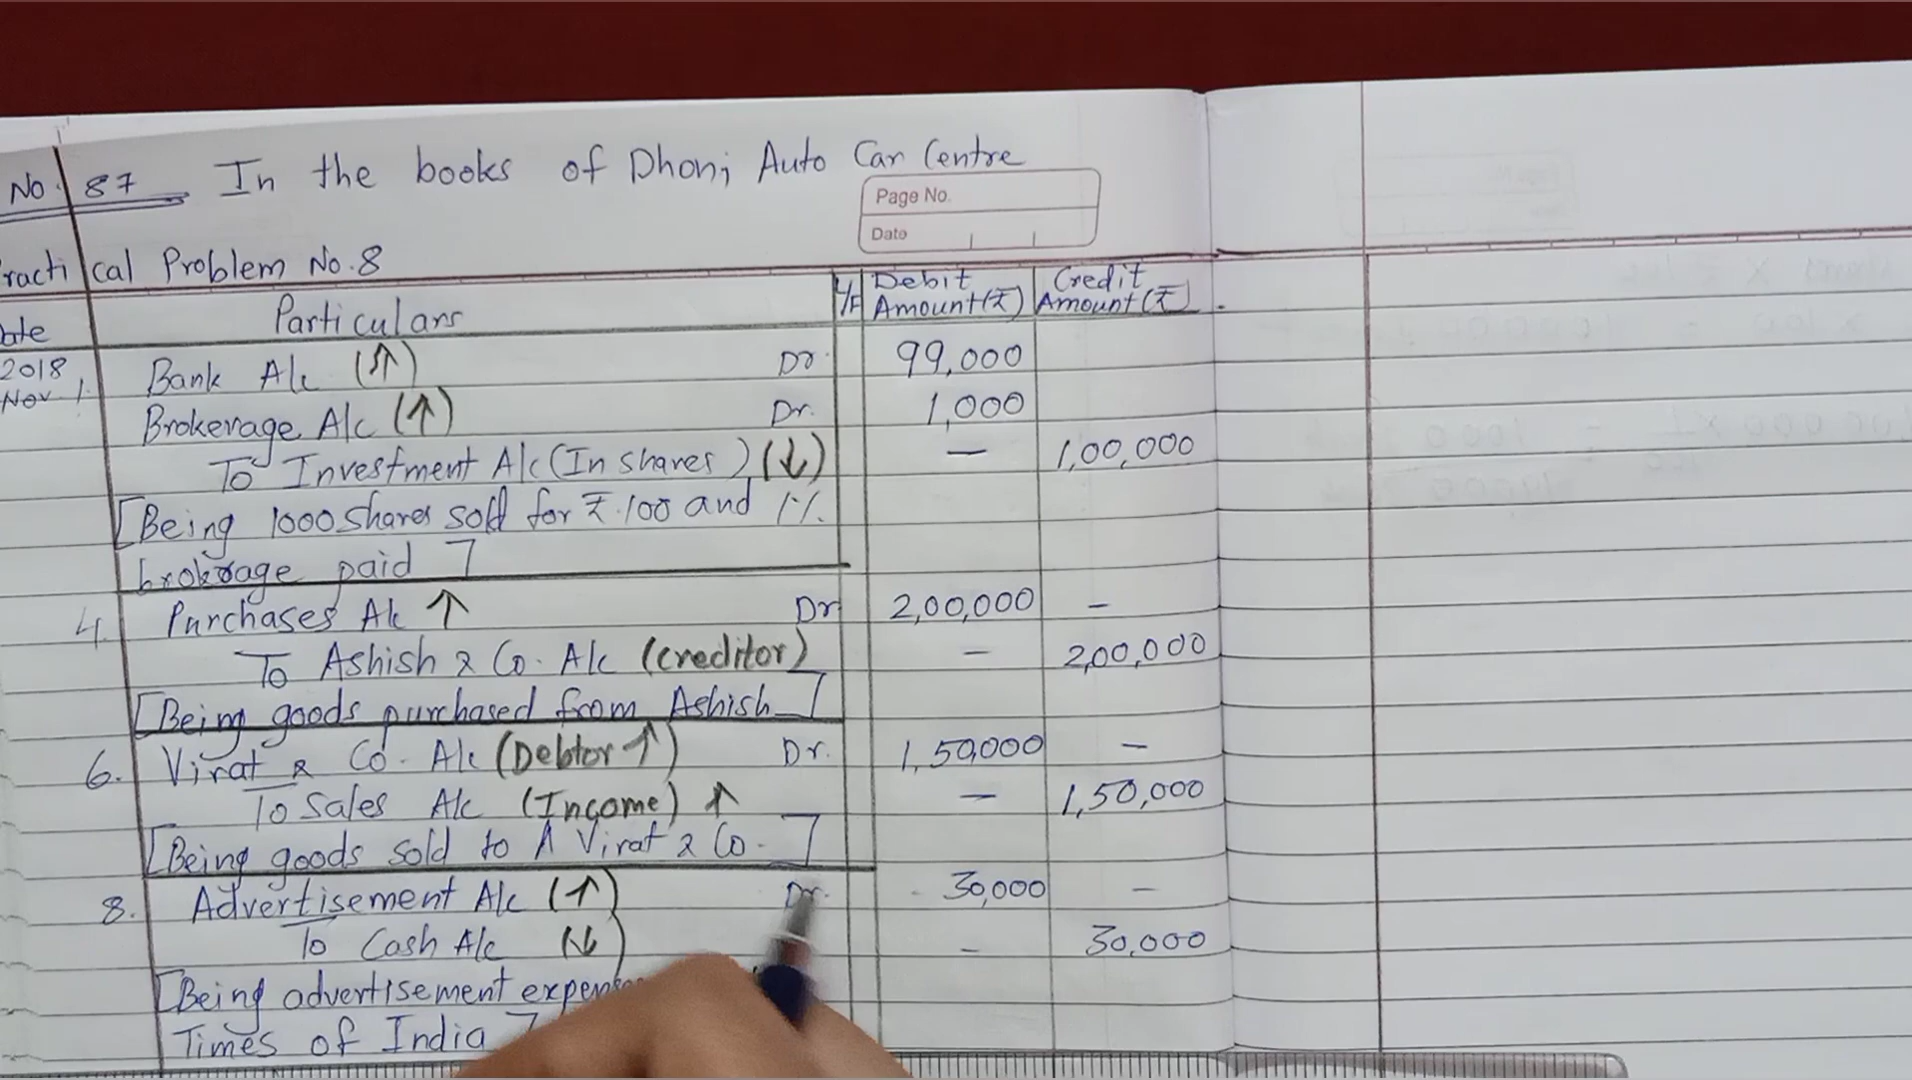 No. 87 In the books of Dhoni Auto Car Centre
Page No.
Date
racti cal Problem No. 8
ate Particulars L/F Debit Amount (₹) Credit Amount (₹)
2018 Nov 1. Bank A/c (↑) Dr. 99,000
Brokerage A/c (↑) Dr. 1,000
To Investment A/c (In shares) (↓) — 1,00,000
[Being 1000 Shares sold for ₹.100 and 1%.
brokrage paid ]
4. Purchases A/c ↑ Dr 2,00,000 —
To Ashish & Co. A/c (creditor) — 2,00,000
[Being goods purchased from Ashish ]
6. Virat & Co. A/c (Debtor ↑) Dr. 1,50,000 —
To Sales A/c (Income) ↑ — 1,50,000
[Being goods sold to A Virat & Co. ]
8. Advertisement A/c (↑) Dr. 30,000 —
To Cash A/c (↓) — 30,000
[Being advertisement
Times of India ]